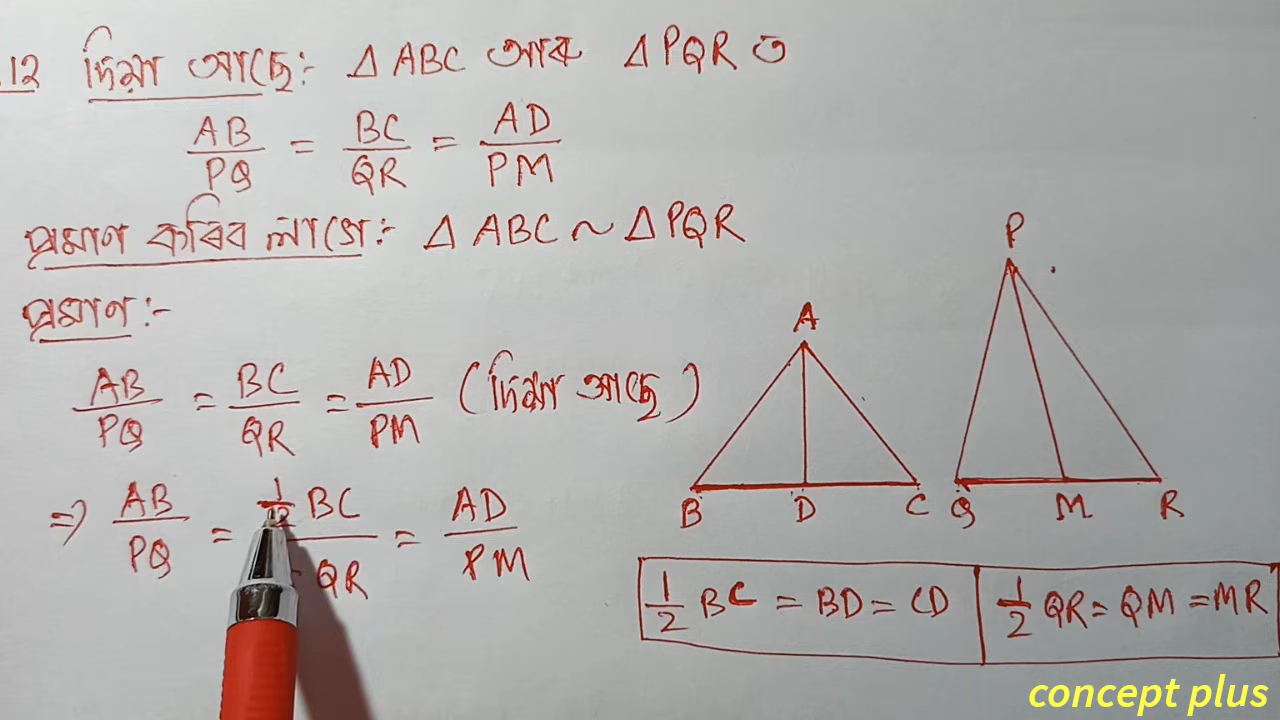 .12 দিয়া আছে:- Δ ABC আৰু Δ PQR ত
AB/PQ = BC/QR = AD/PM
প্ৰমাণ কৰিব লাগে:- Δ ABC ~ Δ PQR
প্ৰমাণ:-
AB/PQ = BC/QR = AD/PM (দিয়া আছে)
⇒ AB/PQ = 1/2 BC / QR = AD/PM
P
A
B D C Q M R
1/2 BC = BD = CD 1/2 QR = QM = MR
concept plus